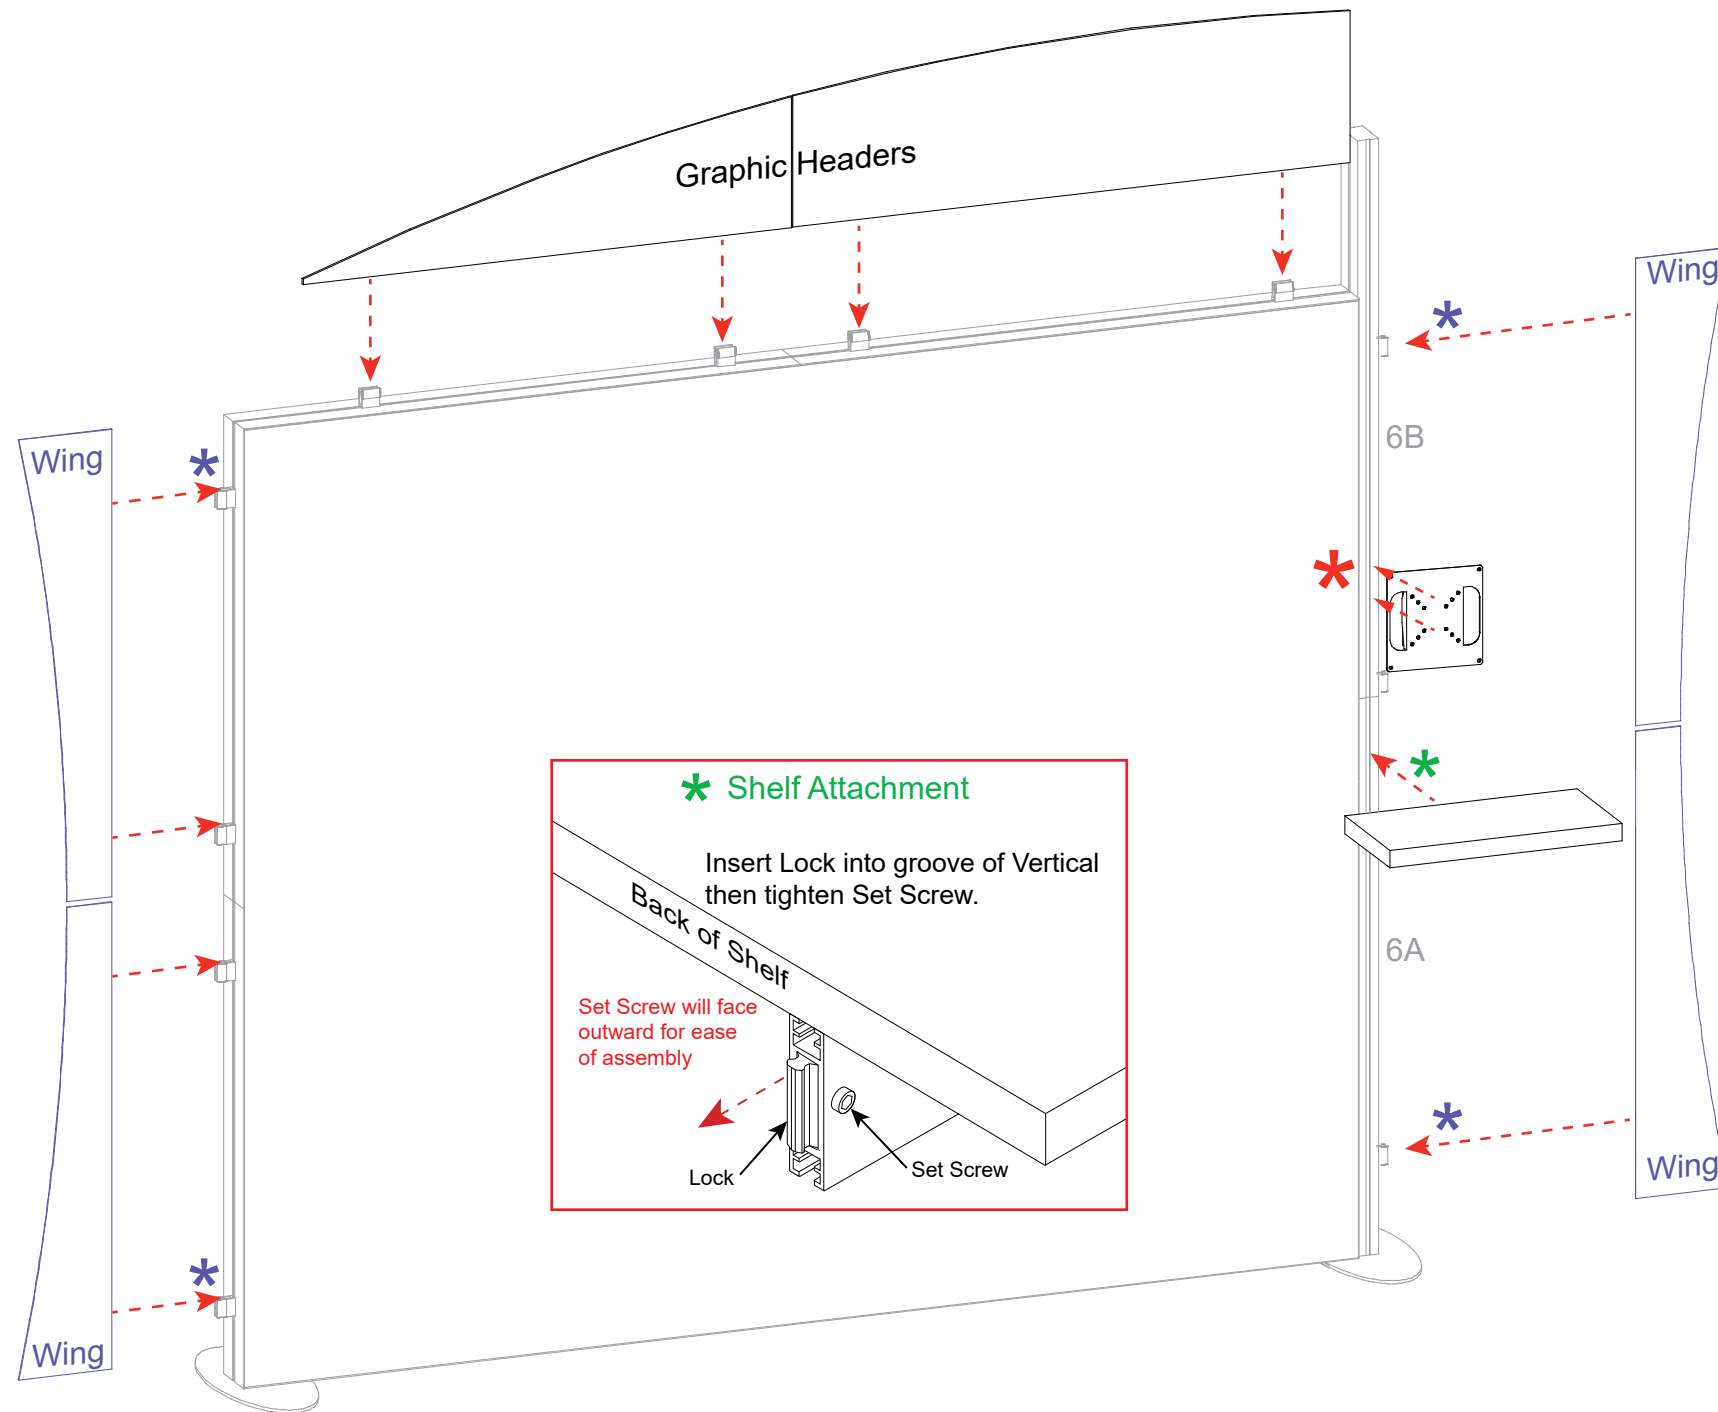 Graphic Headers
Wing
Wing
*
*
6B
Wing
*
*
* Shelf Attachment
Insert Lock into groove of Vertical
then tighten Set Screw.
Back of Shelf
Set Screw will face
outward for ease
of assembly
Lock
Set Screw
6A
*
*
Wing
Wing